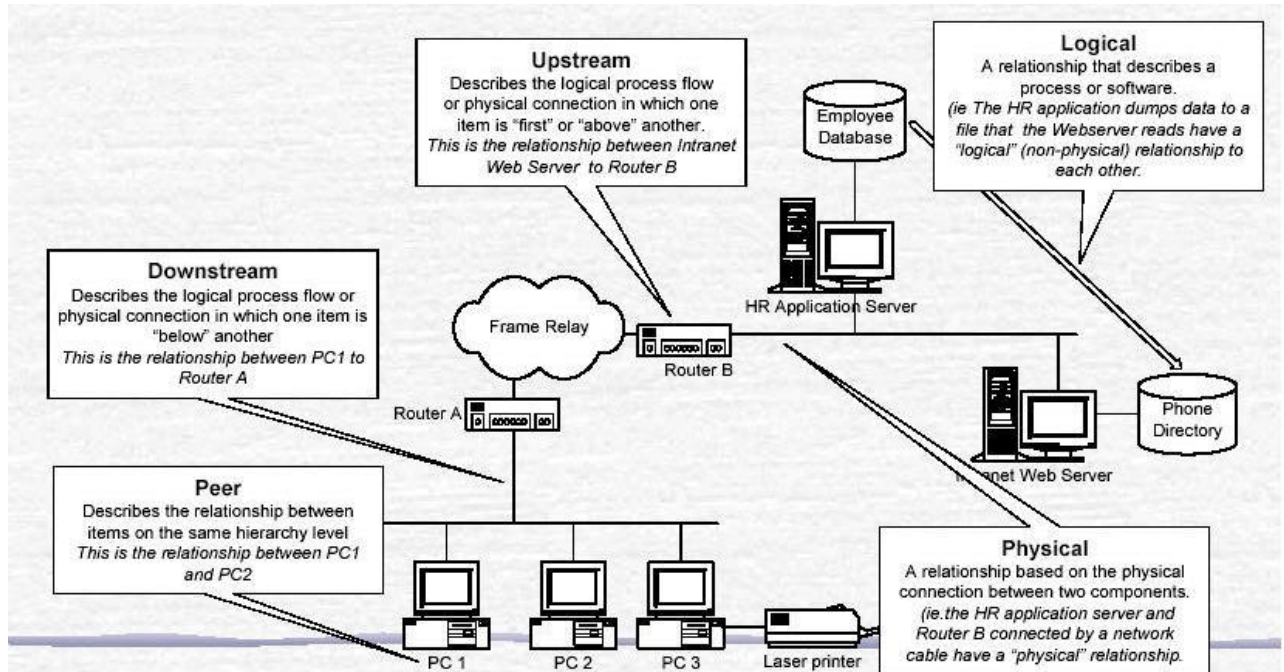 Upstream
Describes the logical process flow
or physical connection in which one
item is "first" or "above" another.
This is the relationship between Intranet
Web Server to Router B
Logical
A relationship that describes a
process or software.
(ie The HR application dumps data to a
file that the Webserver reads have a
"logical" (non-physical) relationship to
each other.
Employee
Database
Downstream
Describes the logical process flow or
physical connection in which one item is
"below" another
This is the relationship between PC1 to
Router A
HR Application Server
Frame Relay
Router B
Router A
Phone
Directory
Web Server
Peer
Describes the relationship between
items on the same hierarchy level
This is the relationship between PC1
and PC2
Physical
A relationship based on the physical
connection between two components.
(ie.the HR application server and
Router B connected by a network
cable have a "physical" relationship.
PC 1
PC 2
PC 3
Laser printer